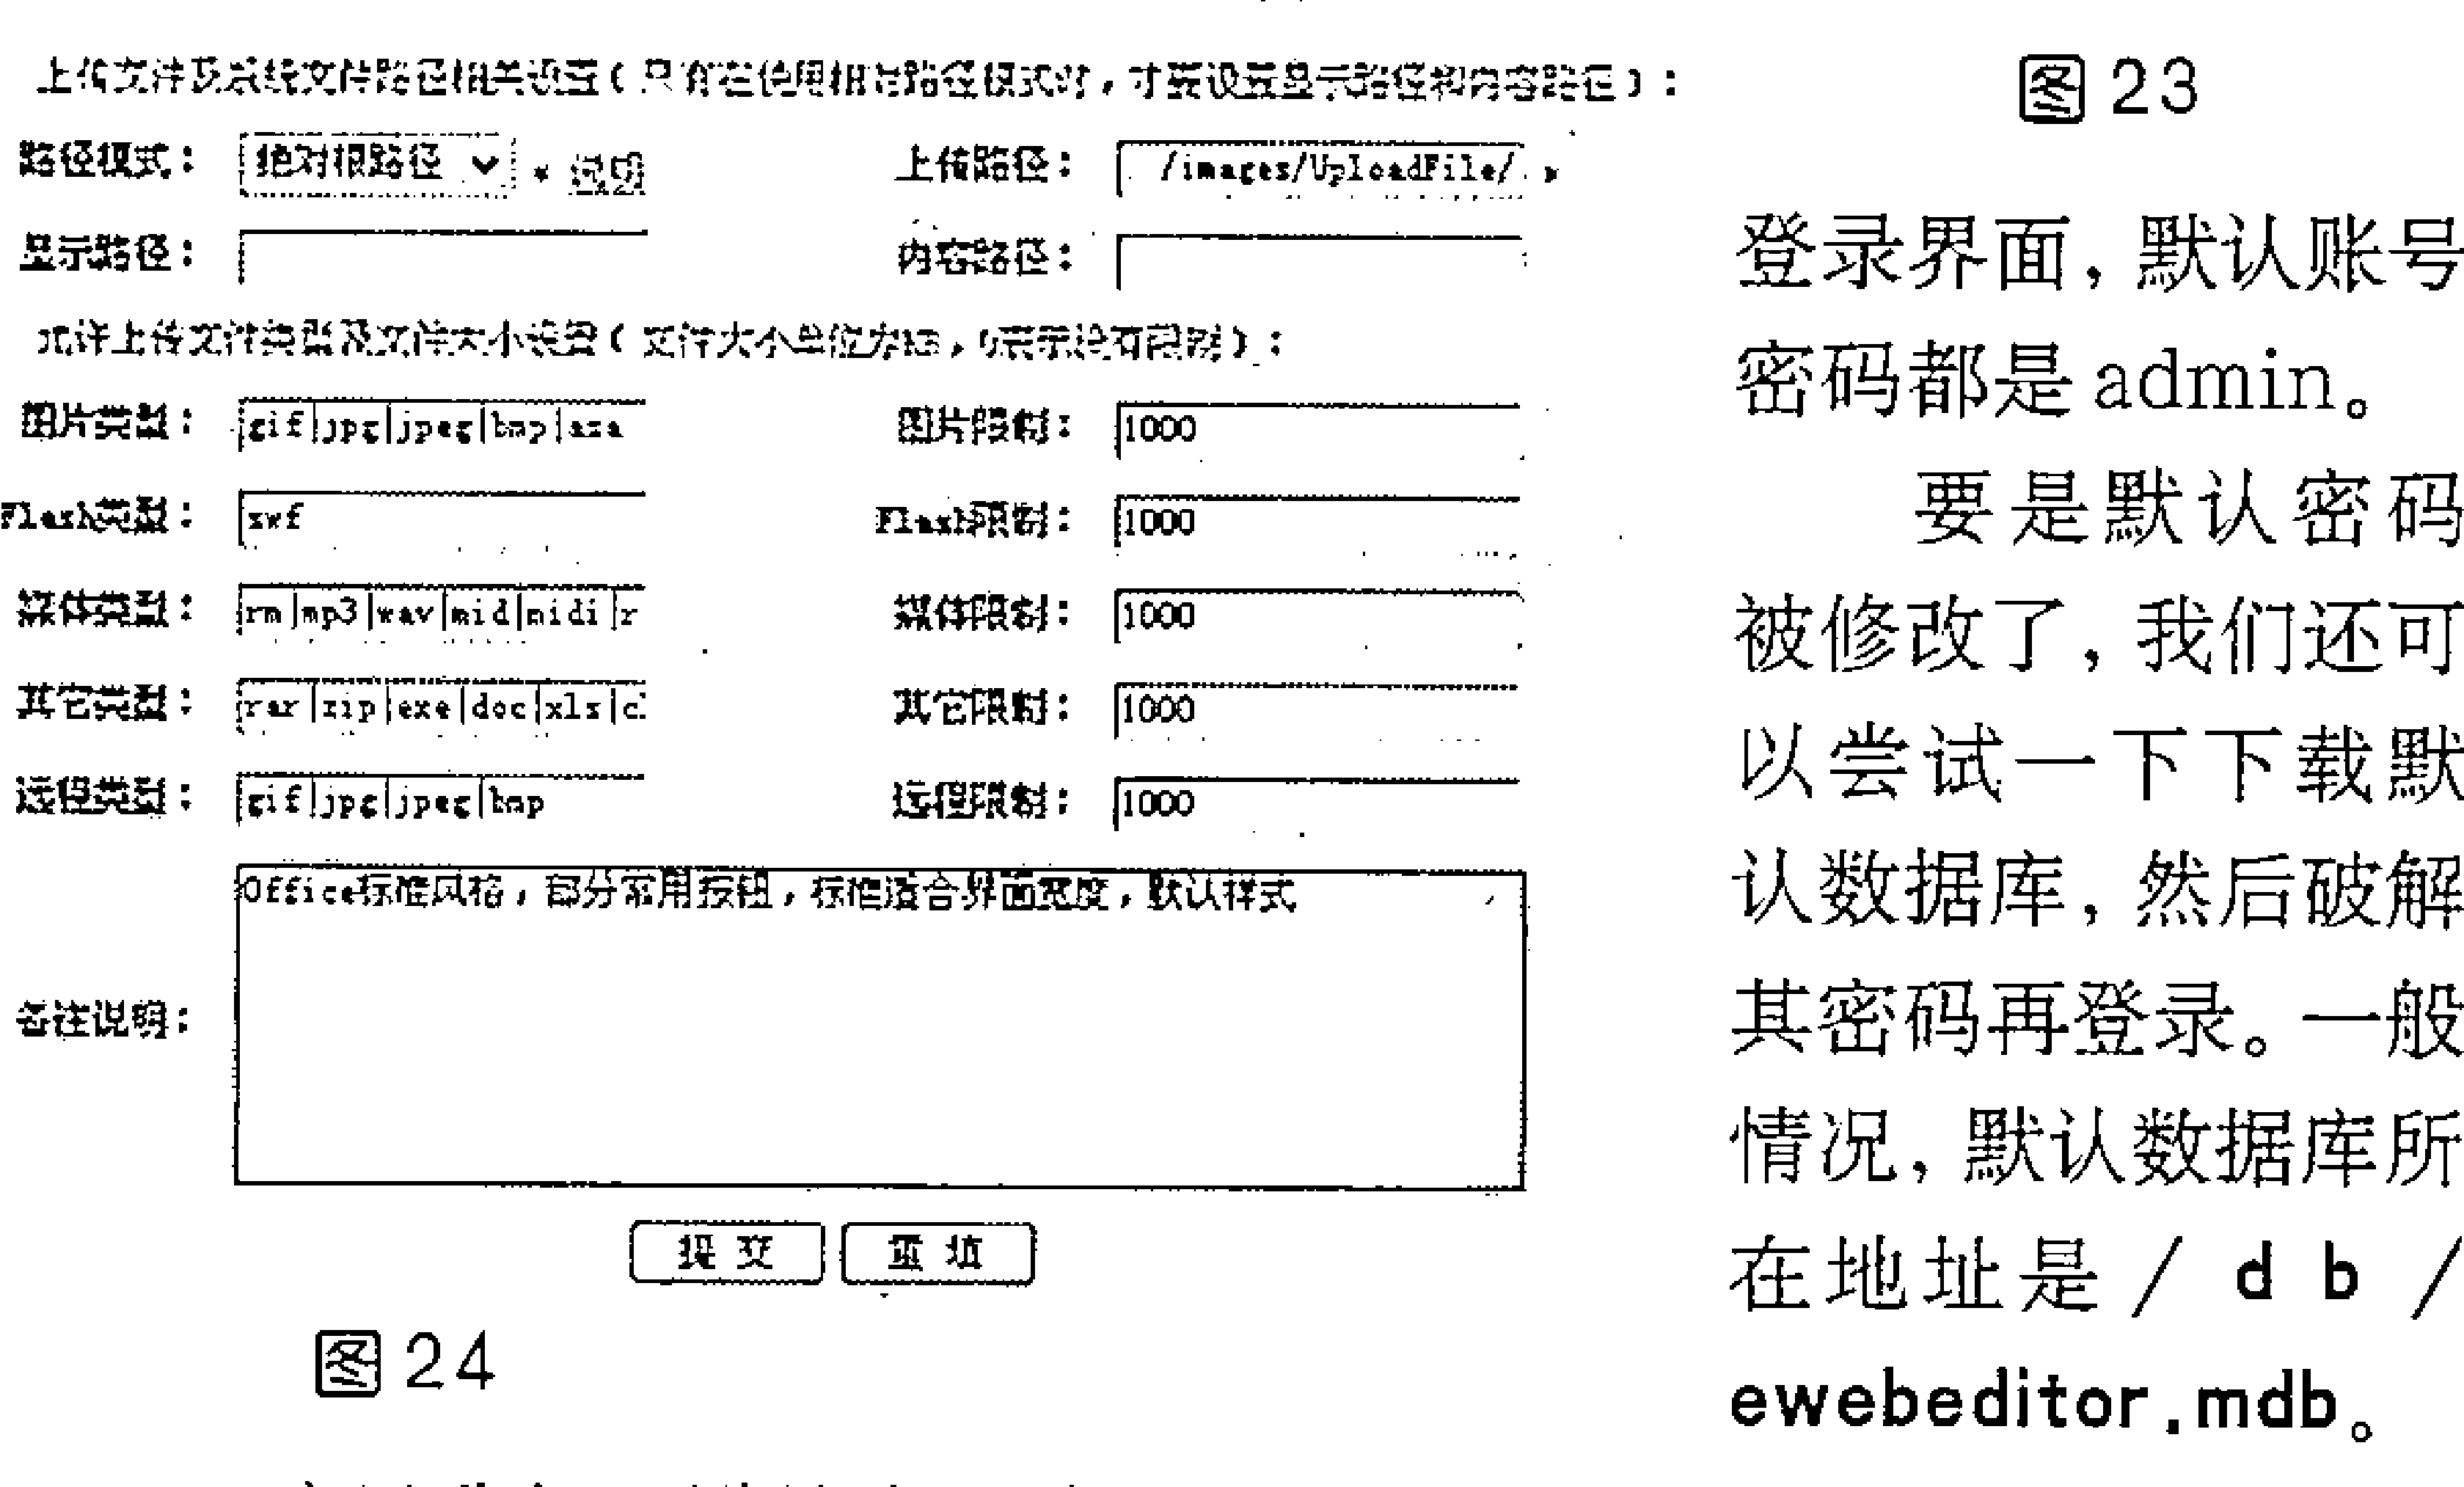 上传文件及系统文件路径相关设置(只有在使用相对路径模式时,才要设置显示路径和内容路径):
路径模式: 绝对根路径 * 说明 上传路径: /images/UploadFile/ *
显示路径: 内容路径:
允许上传文件类型及文件大小设置(文件大小单位为KB,0表示没有限制):
图片类型: gif|jpg|jpeg|bmp|asa 图片限制: 1000
Flash类型: swf Flash限制: 1000
媒体类型: rm|mp3|wav|mid|midi|r 媒体限制: 1000
其它类型: rar|zip|exe|doc|xls|c 其它限制: 1000
远程类型: gif|jpg|jpeg|bmp 远程限制: 1000
备注说明: Office标准风格,部分常用按钮,标准适合界面宽度,默认样式
提交 重填
图24
图23
登录界面,默认账号
密码都是admin。
要是默认密码
被修改了,我们还可
以尝试一下下载默
认数据库,然后破解
其密码再登录。一般
情况,默认数据库所
在地址是/db/
ewebeditor.mdb。